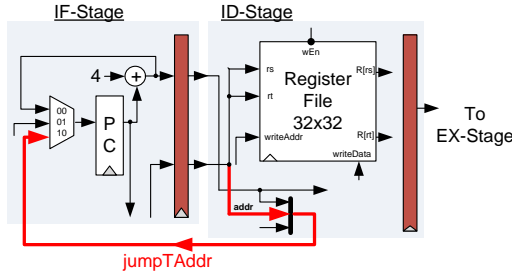 IF-Stage
ID-Stage
wEn
4
+
rs
R[rs]
Register
File
32x32
rt
00
01
10
P
C
writeAddr
R[rt]
writeData
To
EX-Stage
addr
jumpTAddr